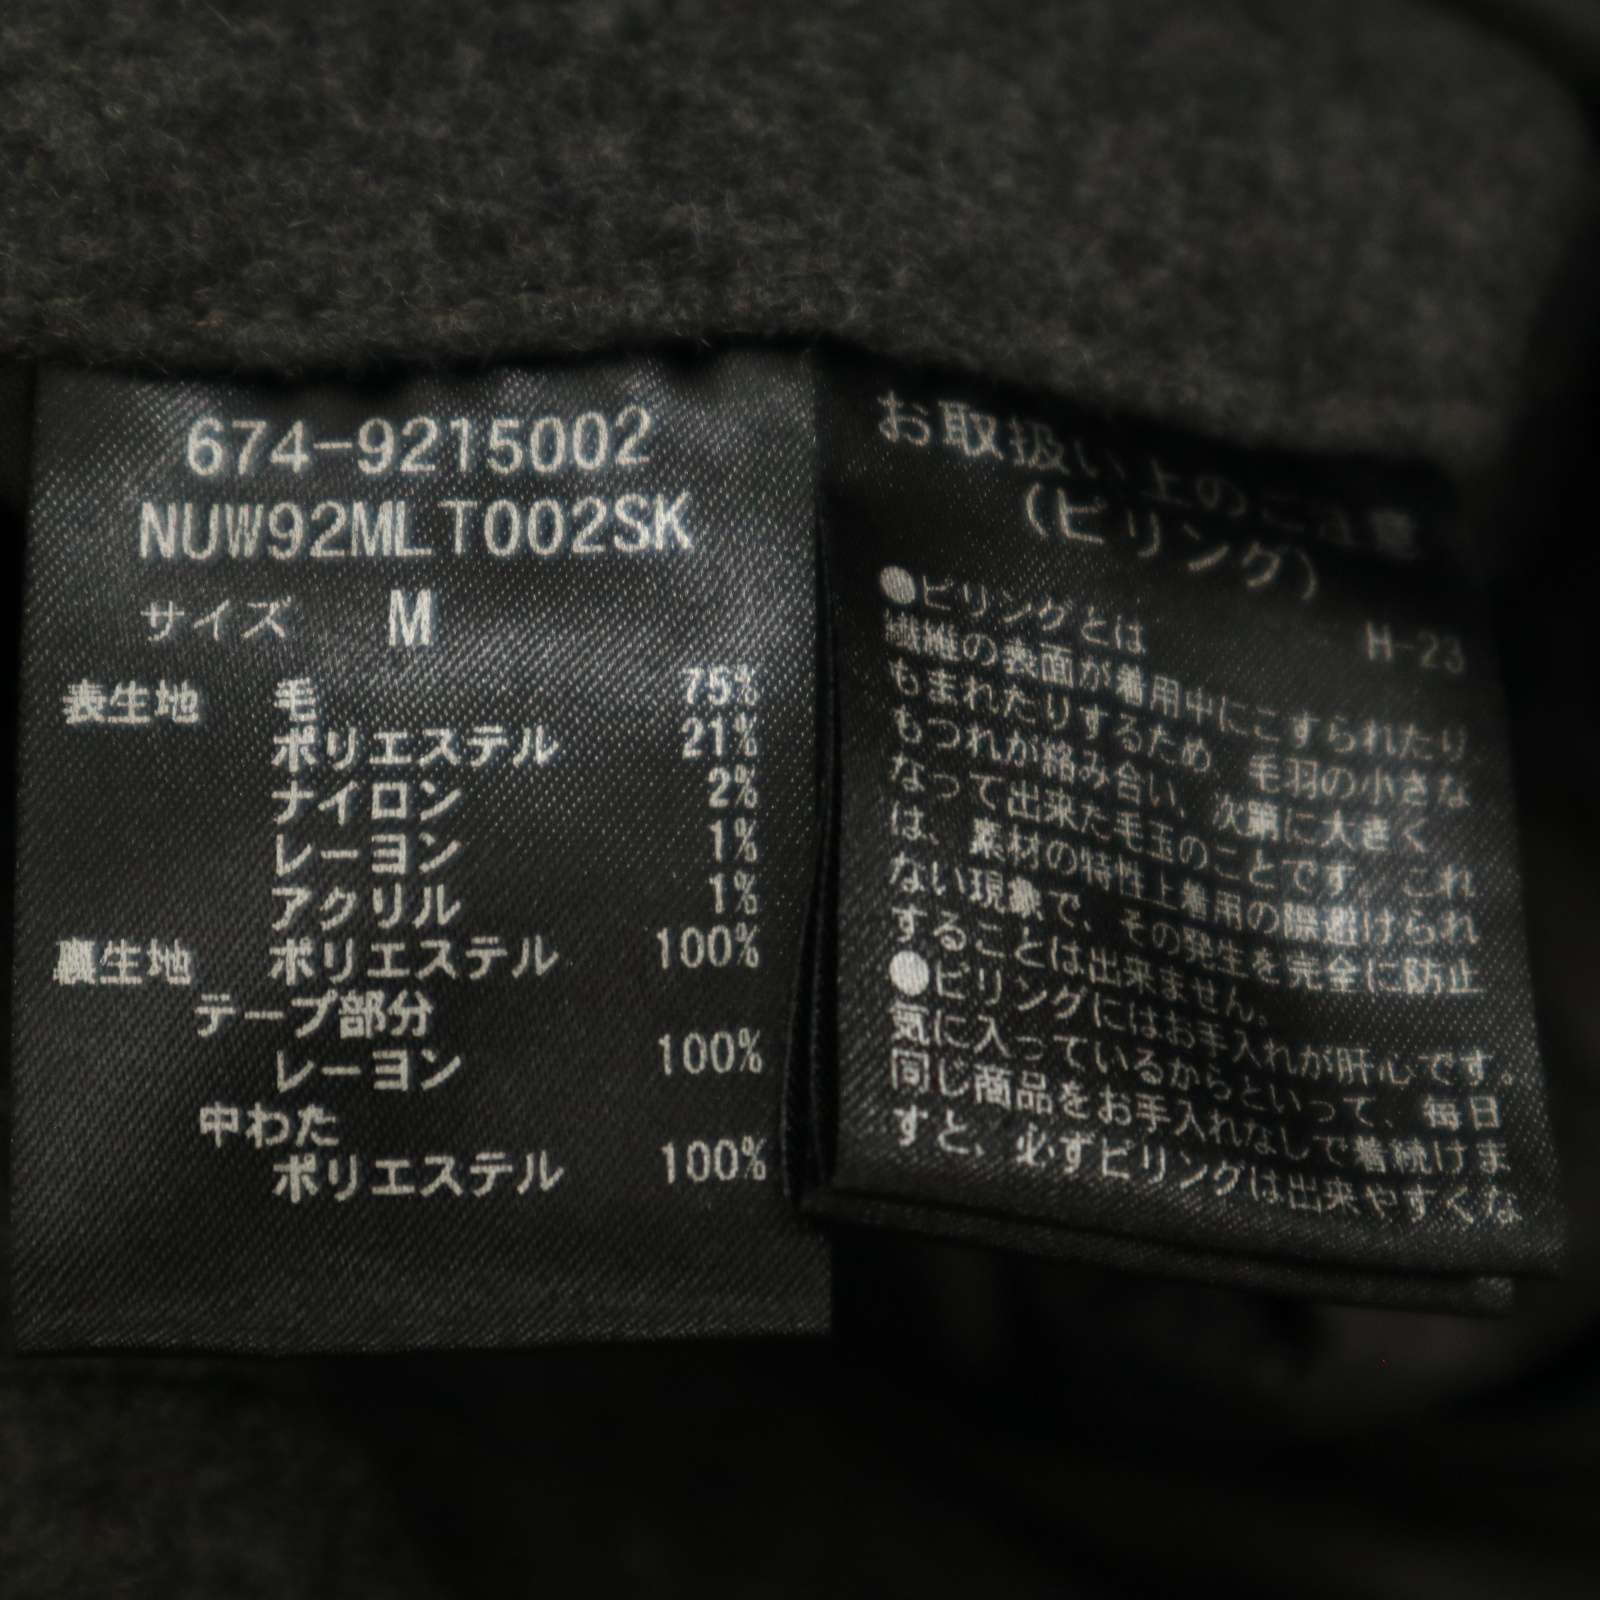 674-9215002
NUW92MLT002SK
サイズ M
表生地 毛 75%
ポリエステル 21%
ナイロン 2%
レーヨン 1%
アクリル 1%
裏生地 ポリエステル 100%
テープ部分
レーヨン 100%
中わた
ポリエステル 100%
お取扱い上のご注意
(ピリング)
H-23
●ピリングとは
繊維の表面が着用中にこすられたり
もまれたりするため、毛羽の小さな
もつれが絡み合い、次第に大きく
なって出来た毛玉のことです。これ
は、素材の特性上着用の際避けられ
ない現象で、その発生を完全に防止
することは出来ません。
●ピリングにはお手入れが肝心です。
気に入っているからといって、毎日
同じ商品をお手入れなしで着続けま
すと、必ずピリングは出来やすくな